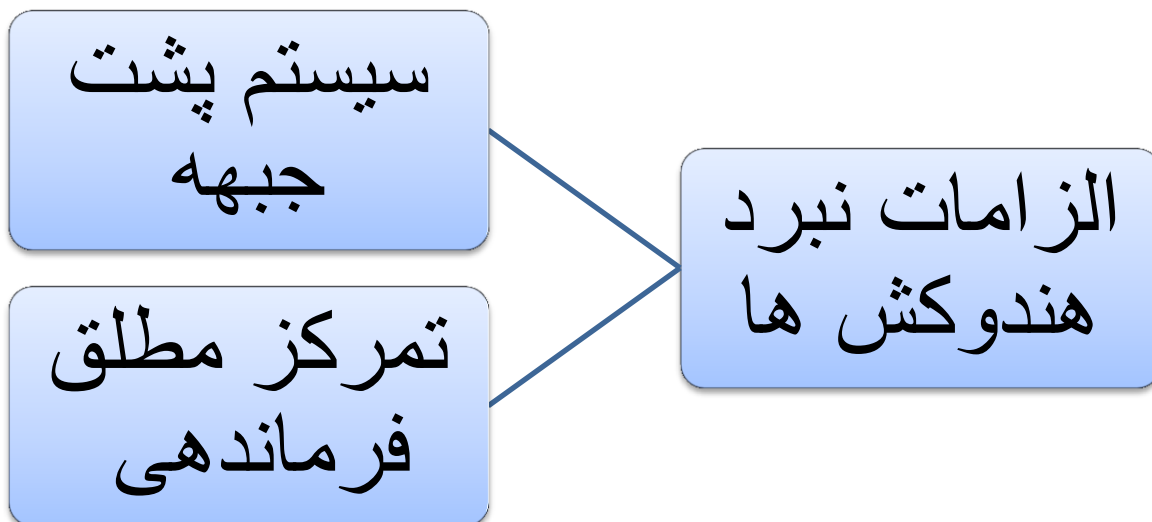 الزامات نبرد
هندوکش ها
سیستم پشت
جبهه
تمرکز مطلق
فرماندهی